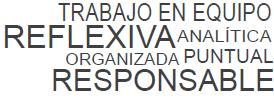 TRABAJO EN EQUIPO
REFLEXIVA ANALÍTICA
ORGANIZADA PUNTUAL
RESPONSABLE